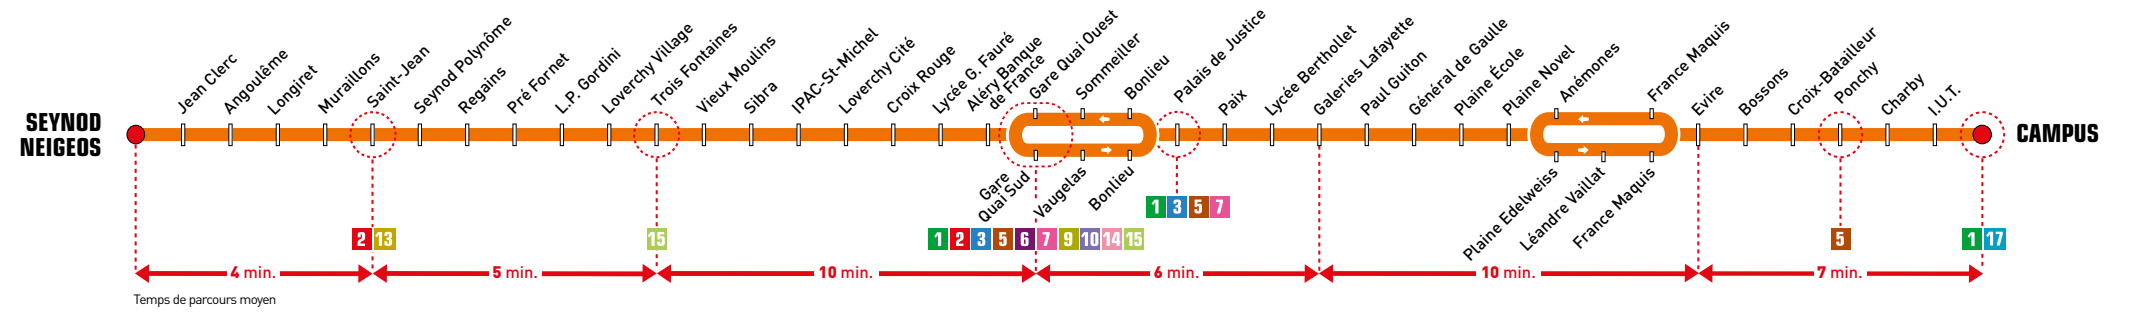 SEYNOD
NEIGEOS
Jean Clerc
Angoulême
Longiret
Muraillons
Saint-Jean
Seynod Polynôme
Regains
Pré Fornet
L.P. Gordini
Loverchy Village
Trois Fontaines
Vieux Moulins
Sibra
IPAC-St-Michel
Loverchy Cité
Croix Rouge
Lycée G. Fauré
Aléry Banque
de France
Gare Quai Ouest
Sommeiller
Bonlieu
Palais de Justice
Paix
Lycée Berthollet
Galeries Lafayette
Paul Guiton
Général de Gaulle
Plaine École
Plaine Novel
Anémones
France Maquis
Evire
Bossons
Croix-Batailleur
Ponchy
Charby
I.U.T.
CAMPUS
Gare
Quai Sud
Vaugelas
Bonlieu
Plaine Edelweiss
Léandre Vaillat
France Maquis
1 3 5 7
2 13
15
1 2 3 5 6 7 9 10 14 15
5
1 17
4 min.
5 min.
10 min.
6 min.
10 min.
7 min.
Temps de parcours moyen